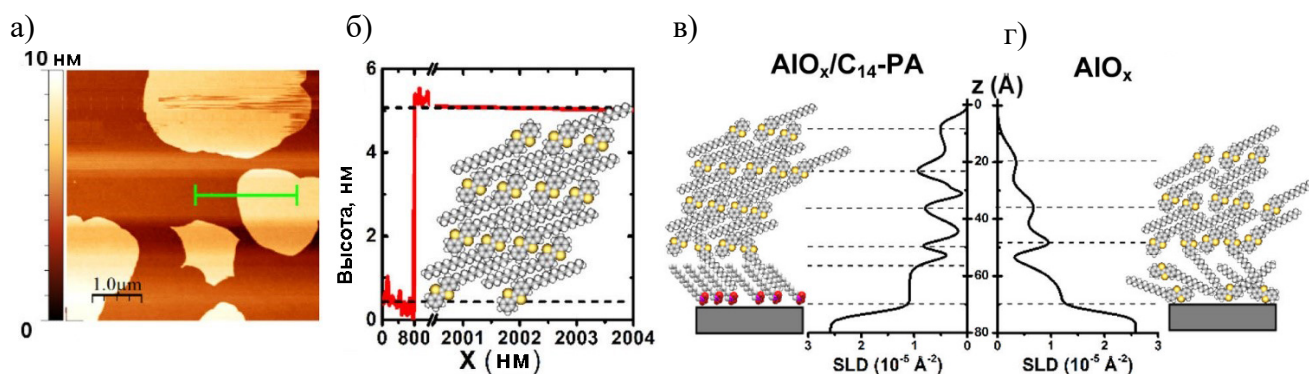 а)
10 нм
0
1.0µm
б)
Высота, нм
6
4
2
0
0 800 2001 2002 2003 2004
X (нм)
в)
AlOₓ/C₁₄-PA
SLD (10⁻⁵ Å⁻²)
3 2 1 0
z (Å)
0
20
40
60
80
г)
AlOₓ
0 1 2 3
SLD (10⁻⁵ Å⁻²)